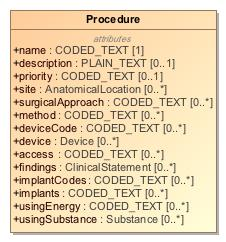 Procedure
attributes
+name : CODED_TEXT [1]
+description : PLAIN_TEXT [0..1]
+priority : CODED_TEXT [0..1]
+site : AnatomicalLocation [0..*]
+surgicalApproach : CODED_TEXT [0..*]
+method : CODED_TEXT [0..*]
+deviceCode : CODED_TEXT [0..*]
+device : Device [0..*]
+access : CODED_TEXT [0..*]
+findings : ClinicalStatement [0..*]
+implantCodes : CODED_TEXT [0..*]
+implants : CODED_TEXT [0..*]
+usingEnergy : CODED_TEXT [0..*]
+usingSubstance : Substance [0..*]